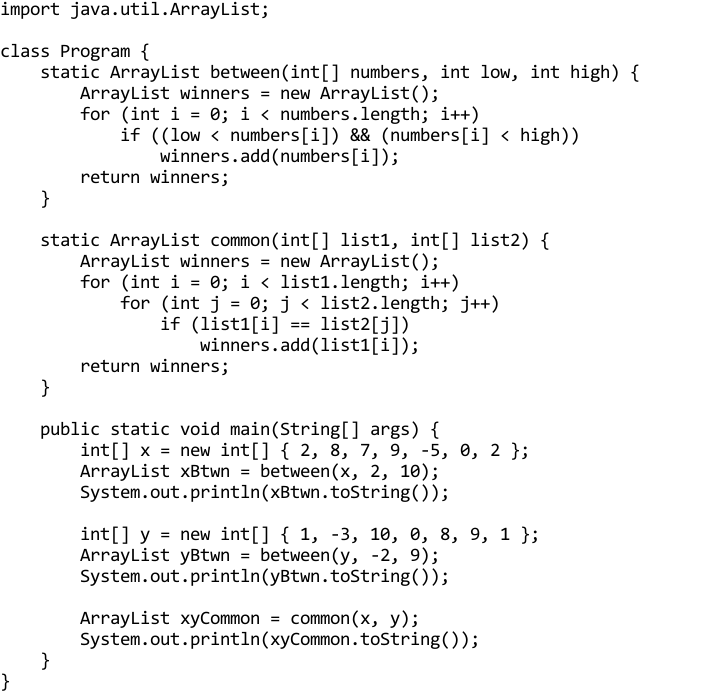 import java.util.ArrayList;

class Program {
    static ArrayList between(int[] numbers, int low, int high) {
        ArrayList winners = new ArrayList();
        for (int i = 0; i < numbers.length; i++)
            if ((low < numbers[i]) && (numbers[i] < high))
                winners.add(numbers[i]);
        return winners;
    }

    static ArrayList common(int[] list1, int[] list2) {
        ArrayList winners = new ArrayList();
        for (int i = 0; i < list1.length; i++)
            for (int j = 0; j < list2.length; j++)
                if (list1[i] == list2[j])
                    winners.add(list1[i]);
        return winners;
    }

    public static void main(String[] args) {
        int[] x = new int[] { 2, 8, 7, 9, -5, 0, 2 };
        ArrayList xBtwn = between(x, 2, 10);
        System.out.println(xBtwn.toString());

        int[] y = new int[] { 1, -3, 10, 0, 8, 9, 1 };
        ArrayList yBtwn = between(y, -2, 9);
        System.out.println(yBtwn.toString());

        ArrayList xyCommon = common(x, y);
        System.out.println(xyCommon.toString());
    }
}